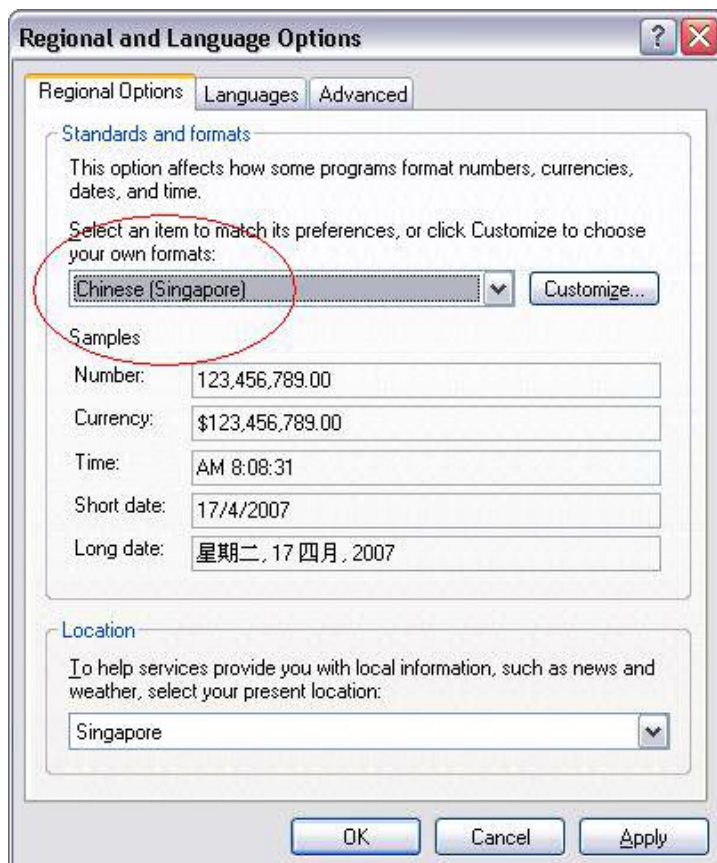 Regional and Language Options
Regional Options Languages Advanced
Standards and formats
This option affects how some programs format numbers, currencies,
dates, and time.
Select an item to match its preferences, or click Customize to choose
your own formats:
Chinese (Singapore) Customize...
Samples
Number: 123,456,789.00
Currency: $123,456,789.00
Time: AM 8:08:31
Short date: 17/4/2007
Long date: 星期二, 17 四月, 2007
Location
To help services provide you with local information, such as news and
weather, select your present location:
Singapore
OK Cancel Apply